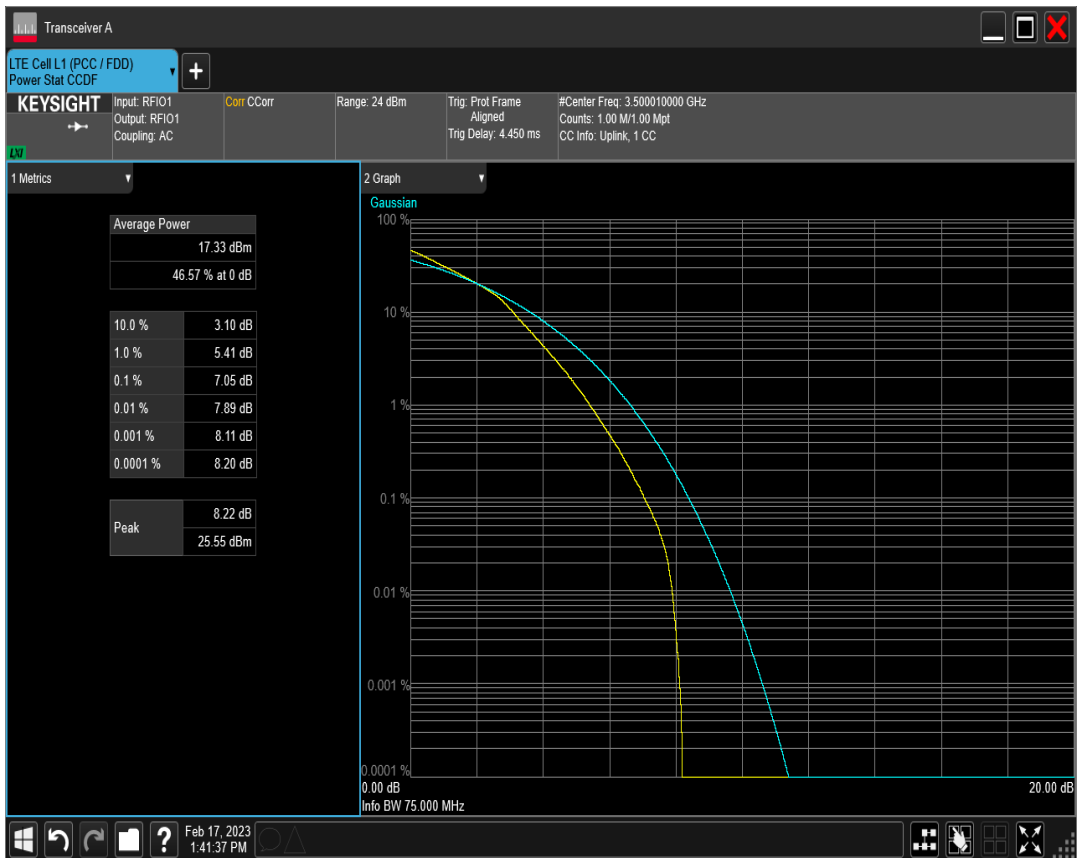 Transceiver A
LTE Cell L1 (PCC / FDD)
Power Stat CCDF
KEYSIGHT
LXI
Input: RFIO1
Output: RFIO1
Coupling: AC
Corr CCorr
Range: 24 dBm
Trig: Prot Frame
Aligned
Trig Delay: 4.450 ms
#Center Freq: 3.500010000 GHz
Counts: 1.00 M/1.00 Mpt
CC Info: Uplink, 1 CC
1 Metrics
Average Power
17.33 dBm
46.57 % at 0 dB
10.0 % 3.10 dB
1.0 % 5.41 dB
0.1 % 7.05 dB
0.01 % 7.89 dB
0.001 % 8.11 dB
0.0001 % 8.20 dB
Peak 8.22 dB
25.55 dBm
2 Graph
Gaussian
100 %
10 %
1 %
0.1 %
0.01 %
0.001 %
0.0001 %
0.00 dB 20.00 dB
Info BW 75.000 MHz
? Feb 17, 2023
1:41:37 PM